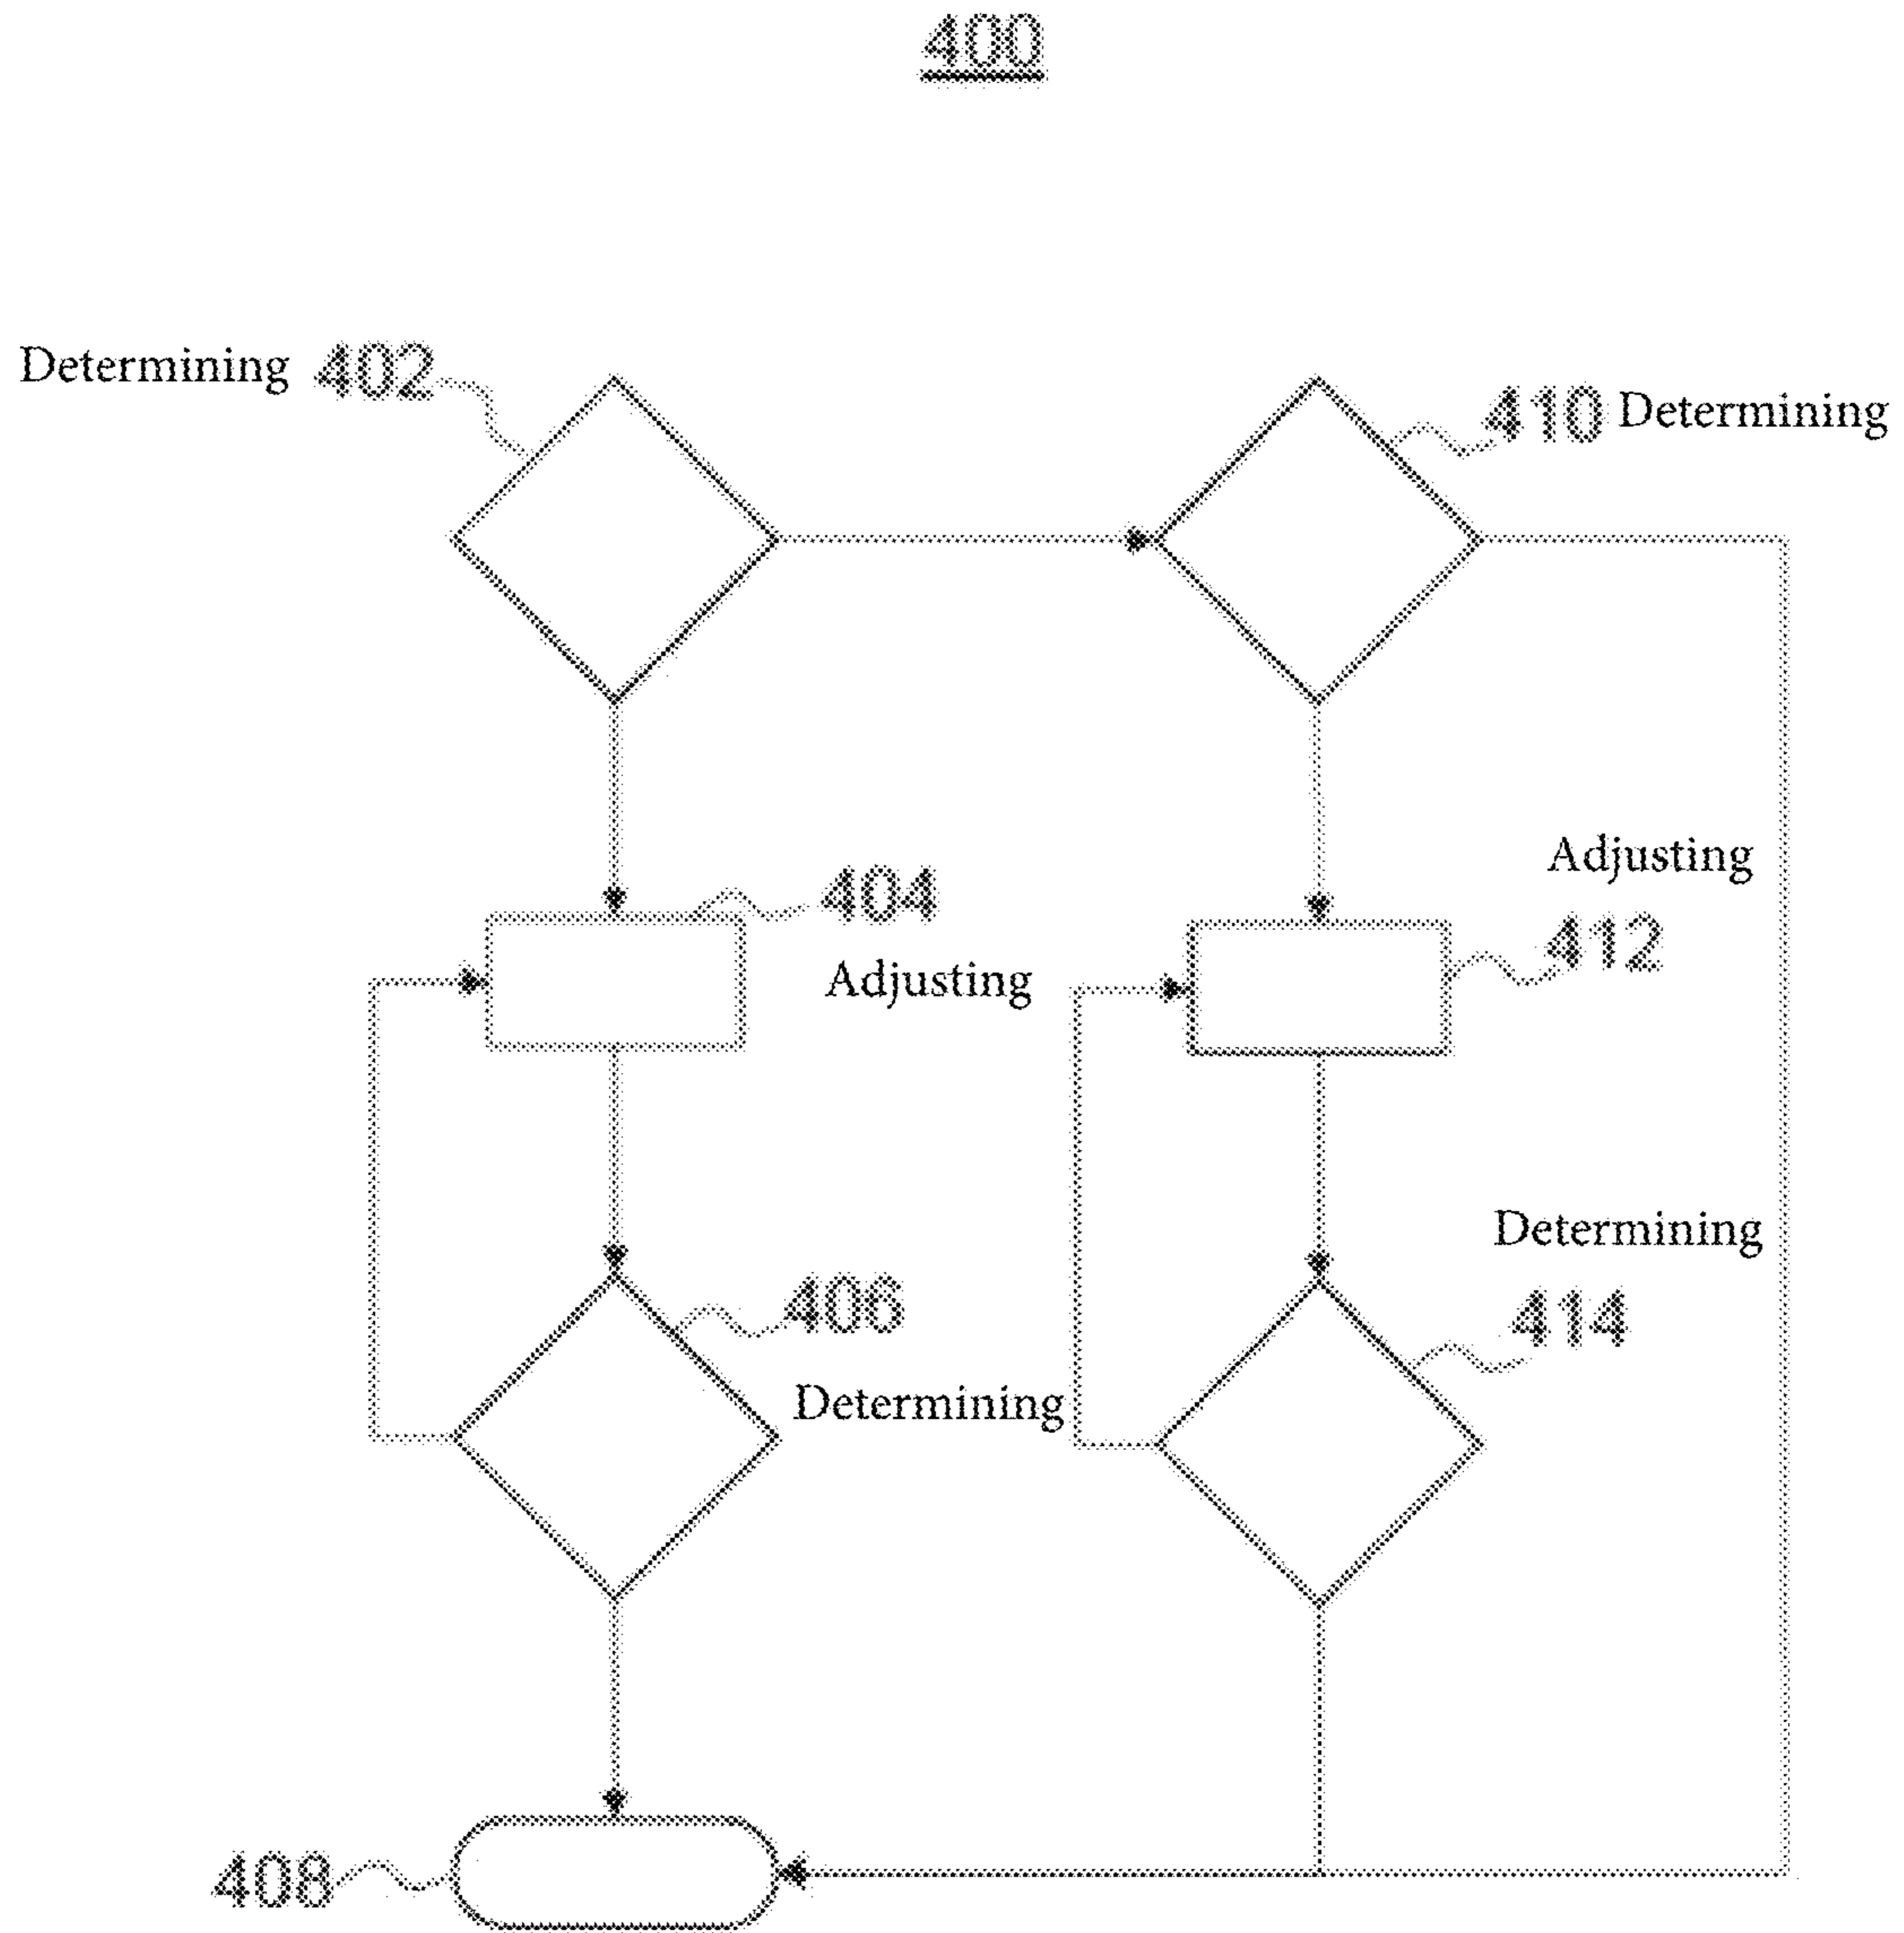 400
Determining 402
410 Determining
404
Adjusting
Adjusting
412
406
Determining
Determining
414
408